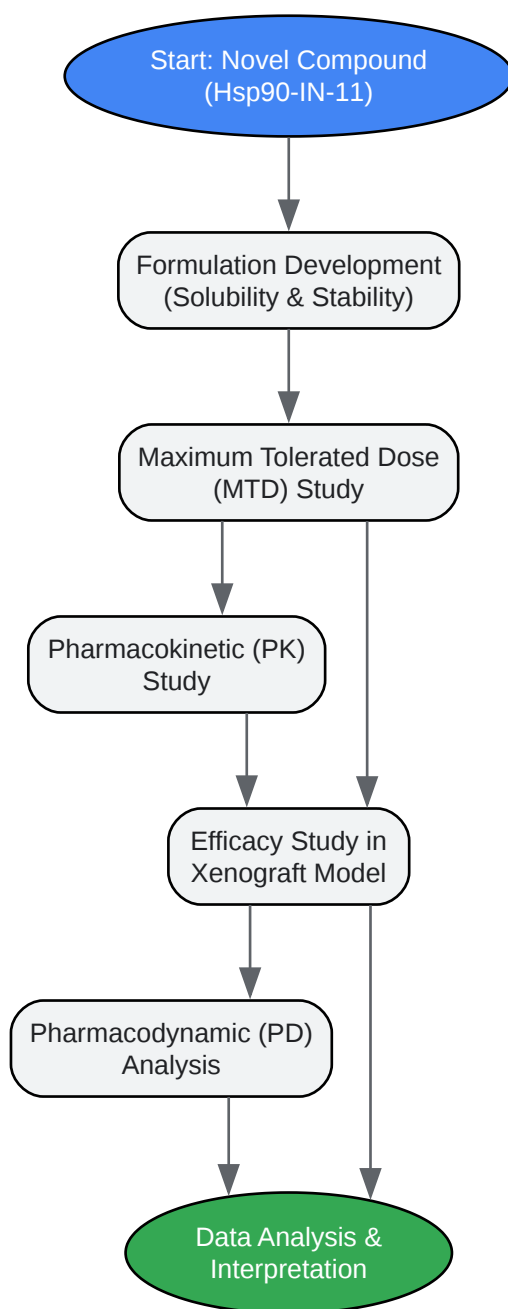 Start: Novel Compound
(Hsp90-IN-11)
Formulation Development
(Solubility & Stability)
Maximum Tolerated Dose
(MTD) Study
Pharmacokinetic (PK)
Study
Efficacy Study in
Xenograft Model
Pharmacodynamic (PD)
Analysis
Data Analysis &
Interpretation